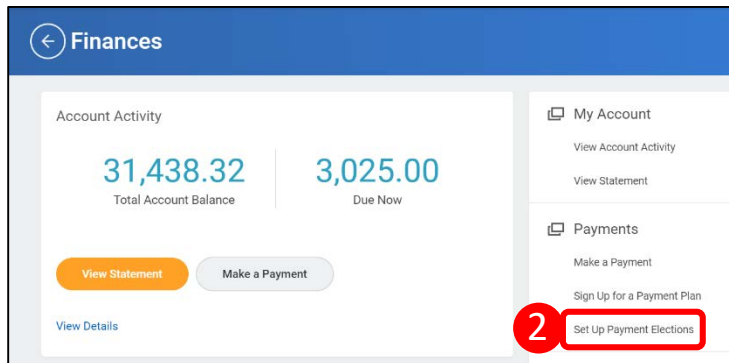 Finances
Account Activity
31,438.32
Total Account Balance
3,025.00
Due Now
View Statement
Make a Payment
View Details
My Account
View Account Activity
View Statement
Payments
Make a Payment
Sign Up for a Payment Plan
2
Set Up Payment Elections